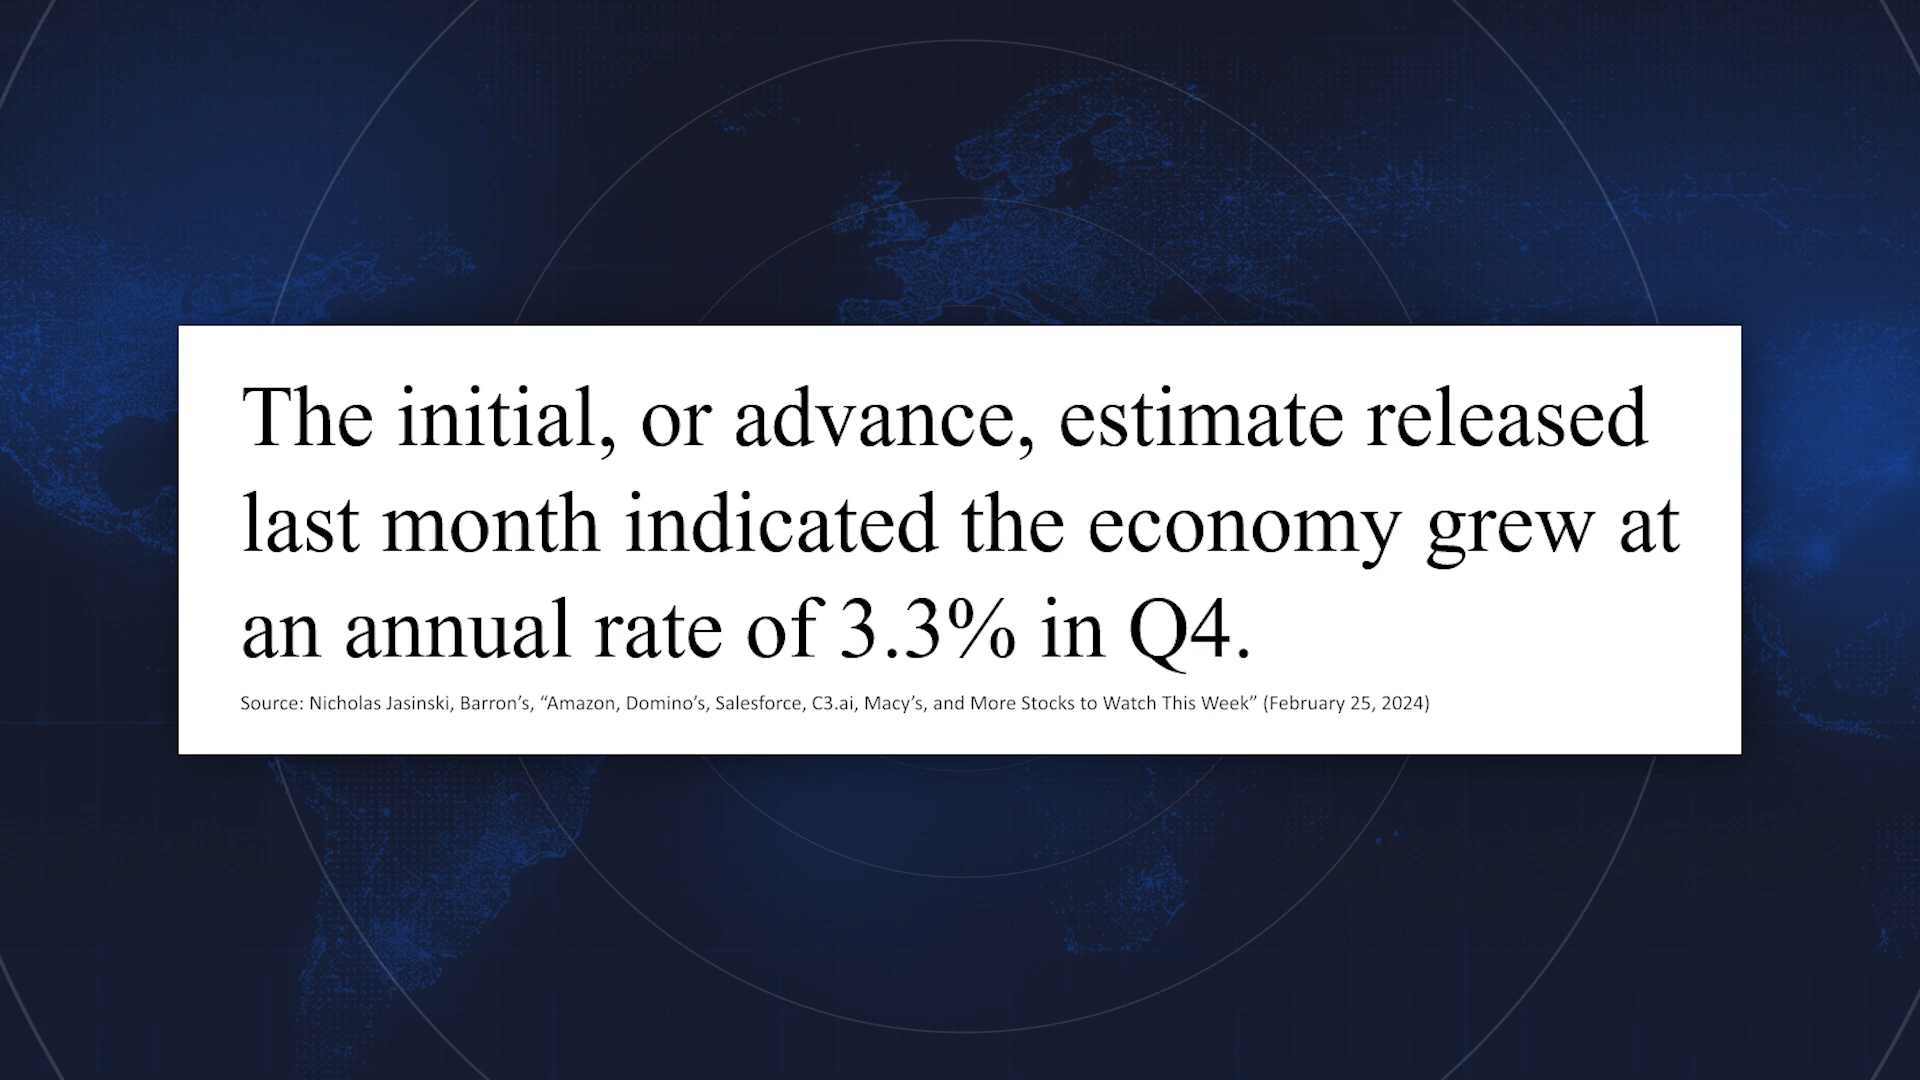 The initial, or advance, estimate released
last month indicated the economy grew at
an annual rate of 3.3% in Q4.
Source: Nicholas Jasinski, Barron’s, “Amazon, Domino’s, Salesforce, C3.ai, Macy’s, and More Stocks to Watch This Week” (February 25, 2024)